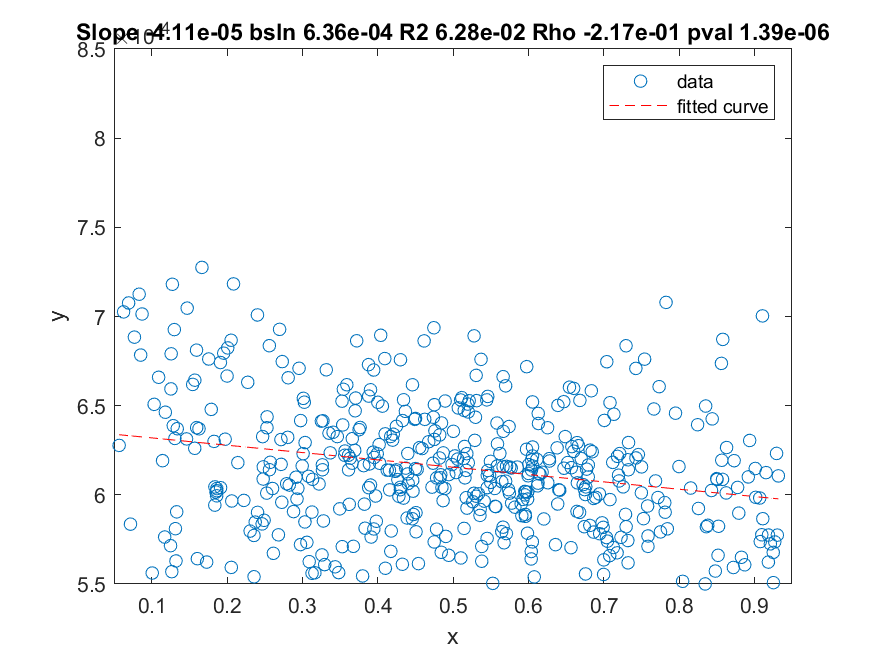 Slope -4.11e-05 bsln 6.36e-04 R2 6.28e-02 Rho -2.17e-01 pval 1.39e-06
×10⁻⁴
8.5
data
fitted curve
8
7.5
7
y
6.5
6
5.5
0.1 0.2 0.3 0.4 0.5 0.6 0.7 0.8 0.9
x